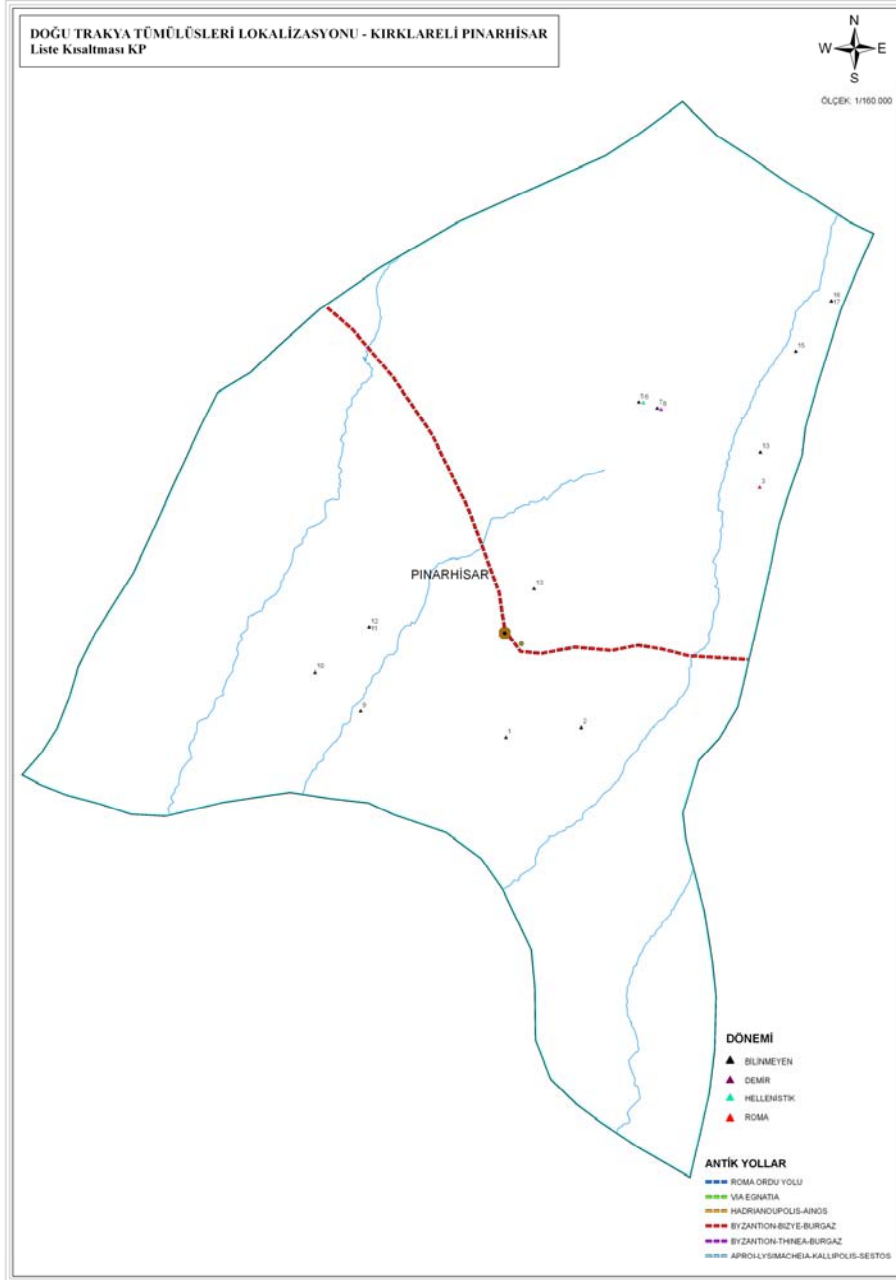 DOĞU TRAKYA TÜMÜLÜSLERİ LOKALİZASYONU - KIRKLARELİ PINARHİSAR
Liste Kısaltması KP
N
W E
S
ÖLÇEK: 1/160.000
16
17
15
5 6
7 8
13
3
PINARHİSAR
13
12
11
10
9
1
2
DÖNEMİ
BİLİNMEYEN
DEMİR
HELLENİSTİK
ROMA
ANTİK YOLLAR
ROMA ORDU YOLU
VIA EGNATIA
HADRIANOUPOLIS-AINOS
BYZANTION-BIZYE-BURGAZ
BYZANTION-THINEA-BURGAZ
APROI-LYSIMACHEIA-KALLIPOLIS-SESTOS